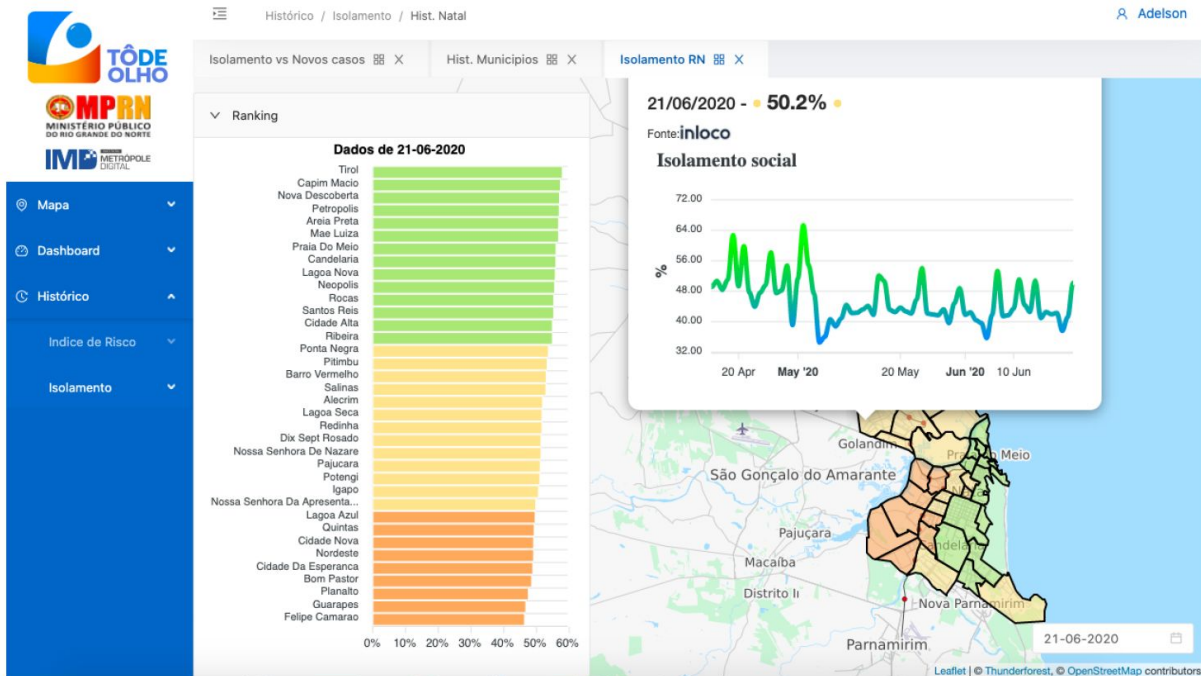 Histórico / Isolamento / Hist. Natal
Adelson
TÔDE
OLHO
MPRN
MINISTÉRIO PÚBLICO
DO RIO GRANDE DO NORTE
IMD
METRÓPOLE
DIGITAL
Mapa
Dashboard
Histórico
Indice de Risco
Isolamento
Isolamento vs Novos casos
Hist. Municipios
Isolamento RN
Ranking
Dados de 21-06-2020
Tirol
Capim Macio
Nova Descoberta
Petropolis
Areia Preta
Mae Luiza
Praia Do Meio
Candelaria
Lagoa Nova
Neopolis
Rocas
Santos Reis
Cidade Alta
Ribeira
Ponta Negra
Pitimbu
Barro Vermelho
Salinas
Alecrim
Lagoa Seca
Redinha
Dix Sept Rosado
Nossa Senhora De Nazare
Pajucara
Potengi
Igapo
Nossa Senhora Da Apresenta...
Lagoa Azul
Quintas
Cidade Nova
Nordeste
Cidade Da Esperanca
Bom Pastor
Planalto
Guarapes
Felipe Camarao
0% 10% 20% 30% 40% 50% 60%
21/06/2020 - 50.2%
Fonte:inloco
Isolamento social
%
72.00
64.00
56.00
48.00
40.00
32.00
20 Apr May '20 20 May Jun '20 10 Jun
Golandim
Meio
São Gonçalo do Amarante
Pajuçara
Candelária
Macaíba
Distrito
Nova Parnamirim
Parnamirim
21-06-2020
Leaflet | © Thunderforest, © OpenStreetMap contributors